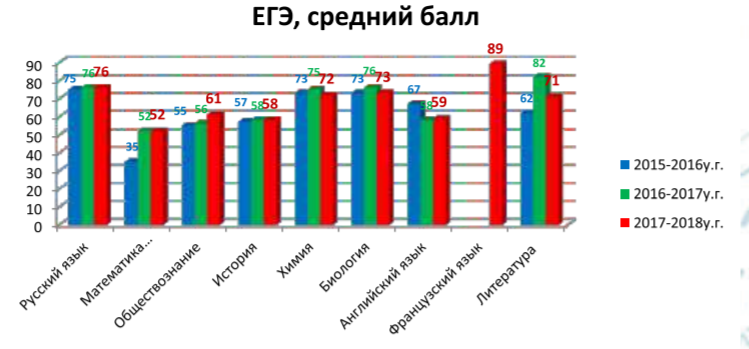 ЕГЭ, средний балл
90
80
70
60
50
40
30
20
10
0
75
76
76
35
52
52
55
56
61
57
58
58
73
75
72
73
76
73
67
58
59
89
62
82
71
Русский язык
Математика...
Обществознание
История
Химия
Биология
Английский язык
Французский язык
Литература
2015-2016у.г.
2016-2017у.г.
2017-2018у.г.